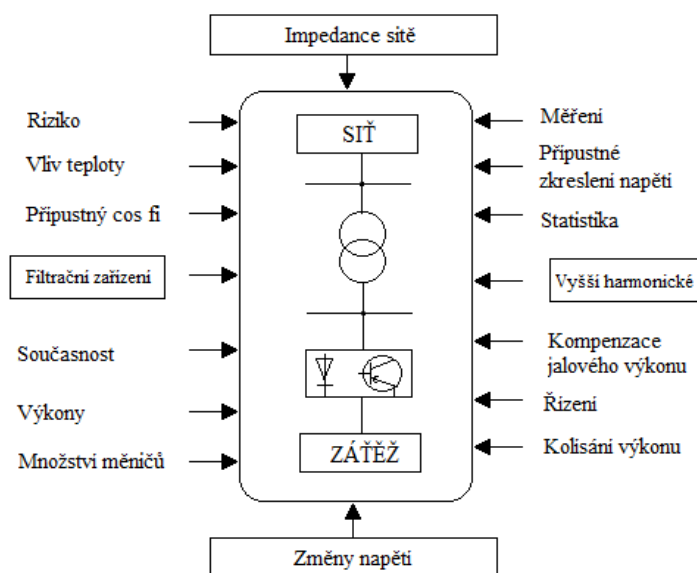 Impedance sítě
Riziko
Vliv teploty
Přípustný cos fi
Filtrační zařízení
Současnost
Výkony
Množství měničů
SIŤ
ZÁŤĚŽ
Měření
Přípustné
zkreslení napětí
Statistika
Vyšší harmonické
Kompenzace
jalového výkonu
Řízení
Kolísání výkonu
Změny napětí